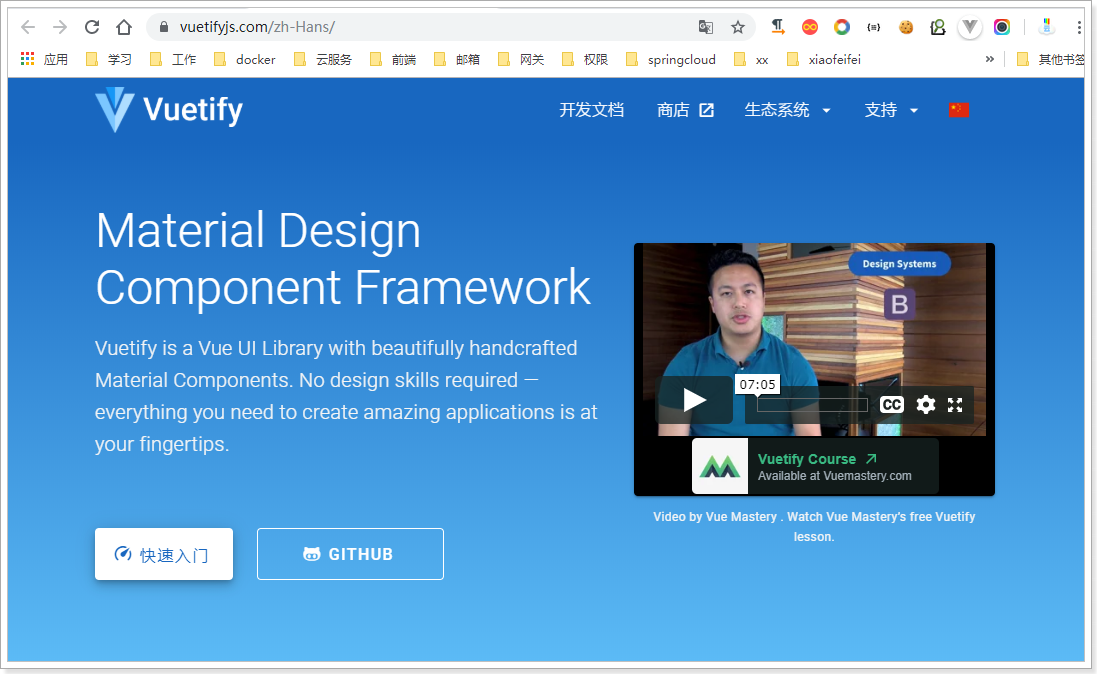 vuetifyjs.com/zh-Hans/
应用 学习 工作 docker 云服务 前端 邮箱 网关 权限 springcloud xx xiaofeifei » 其他书签
Vuetify 开发文档 商店 生态系统 支持
Material Design
Component Framework
Vuetify is a Vue UI Library with beautifully handcrafted
Material Components. No design skills required —
everything you need to create amazing applications is at
your fingertips.
快速入门 GITHUB
Design Systems
B
07:05
CC
Vuetify Course
Available at Vuemastery.com
Video by Vue Mastery . Watch Vue Mastery's free Vuetify
lesson.